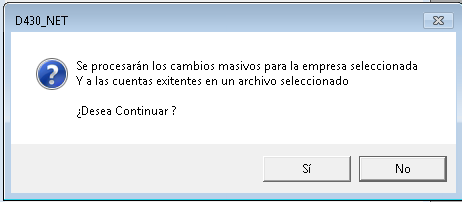 D430_NET
Se procesarán los cambios masivos para la empresa seleccionada
Y a las cuentas exitentes en un archivo seleccionado
¿Desea Continuar ?
Sí
No